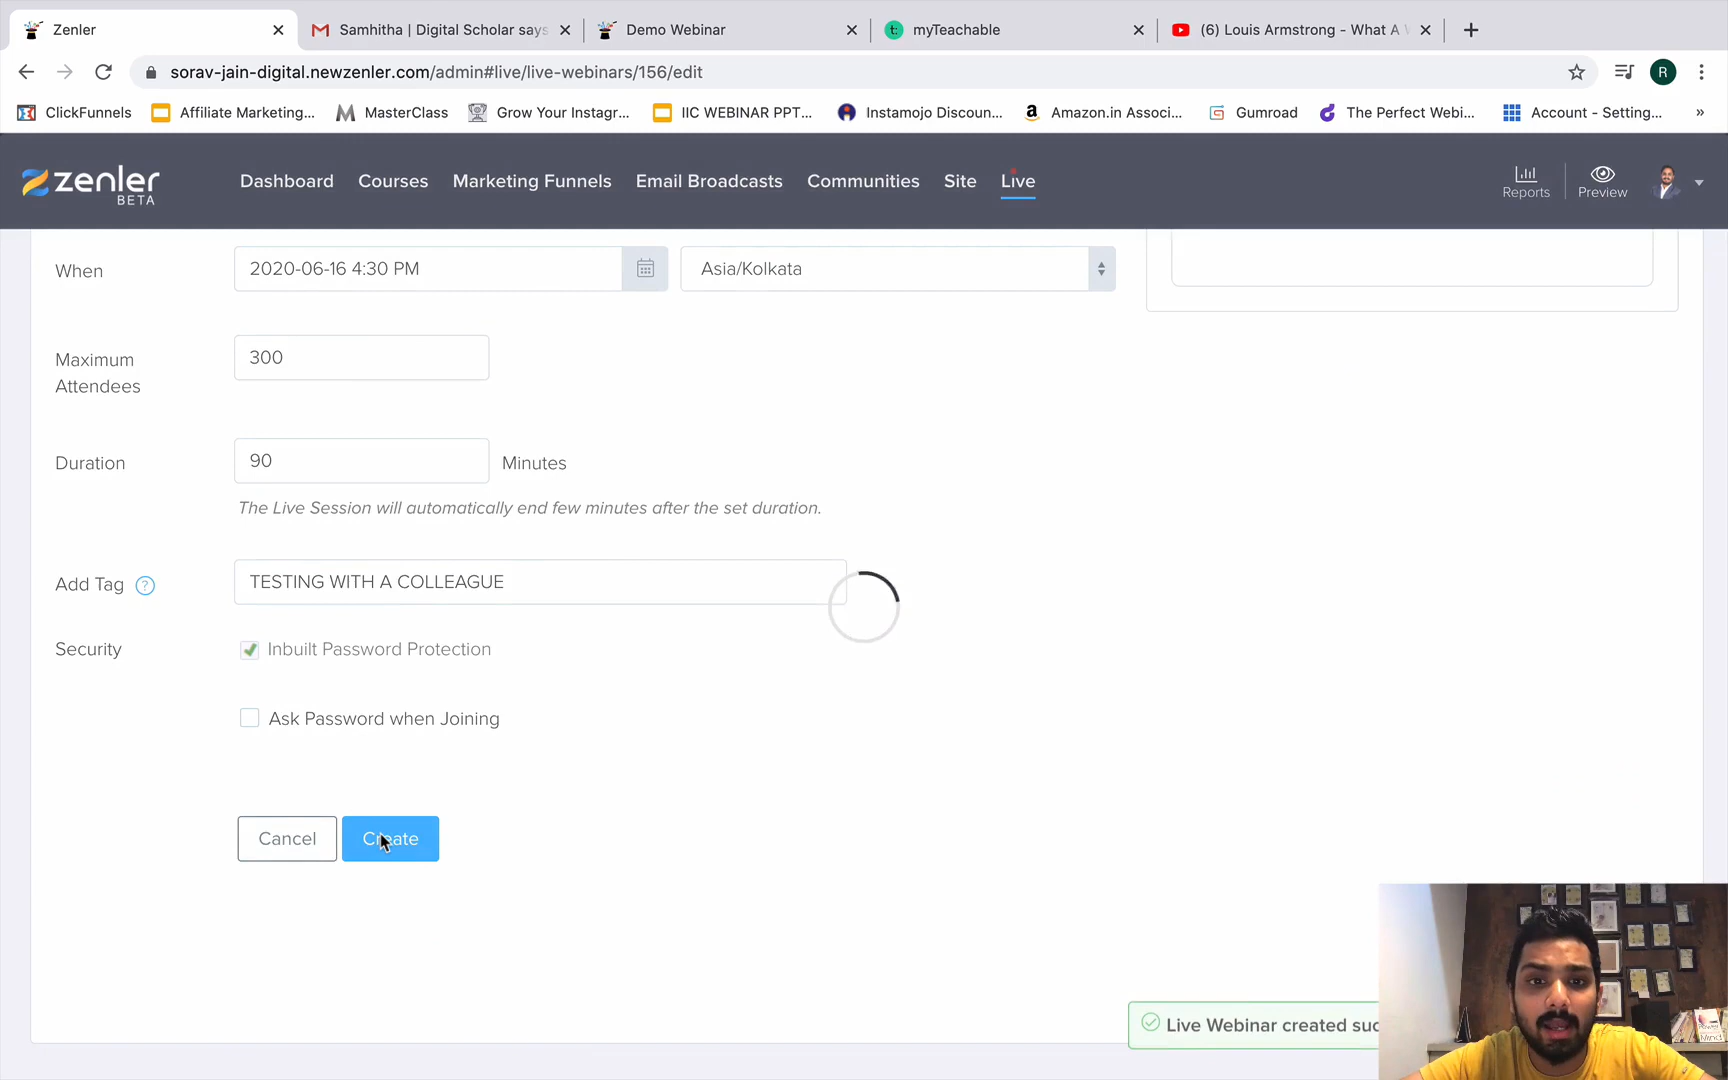 Zenler
Samhitha | Digital Scholar says
Demo Webinar
myTeachable
(6) Louis Armstrong - What A
sorav-jain-digital.newzenler.com/admin#live/live-webinars/156/edit
R
ClickFunnels
Affiliate Marketing...
MasterClass
Grow Your Instagr...
IIC WEBINAR PPT...
Instamojo Discoun...
Amazon.in Associ...
Gumroad
The Perfect Webi...
Account - Setting...
»
zenler
BETA
Dashboard
Courses
Marketing Funnels
Email Broadcasts
Communities
Site
Live
Reports
Preview
When
2020-06-16 4:30 PM
Asia/Kolkata
Maximum
Attendees
300
Duration
90
Minutes
The Live Session will automatically end few minutes after the set duration.
Add Tag
?
TESTING WITH A COLLEAGUE
Security
Inbuilt Password Protection
Ask Password when Joining
Cancel
Create
Live Webinar created suc